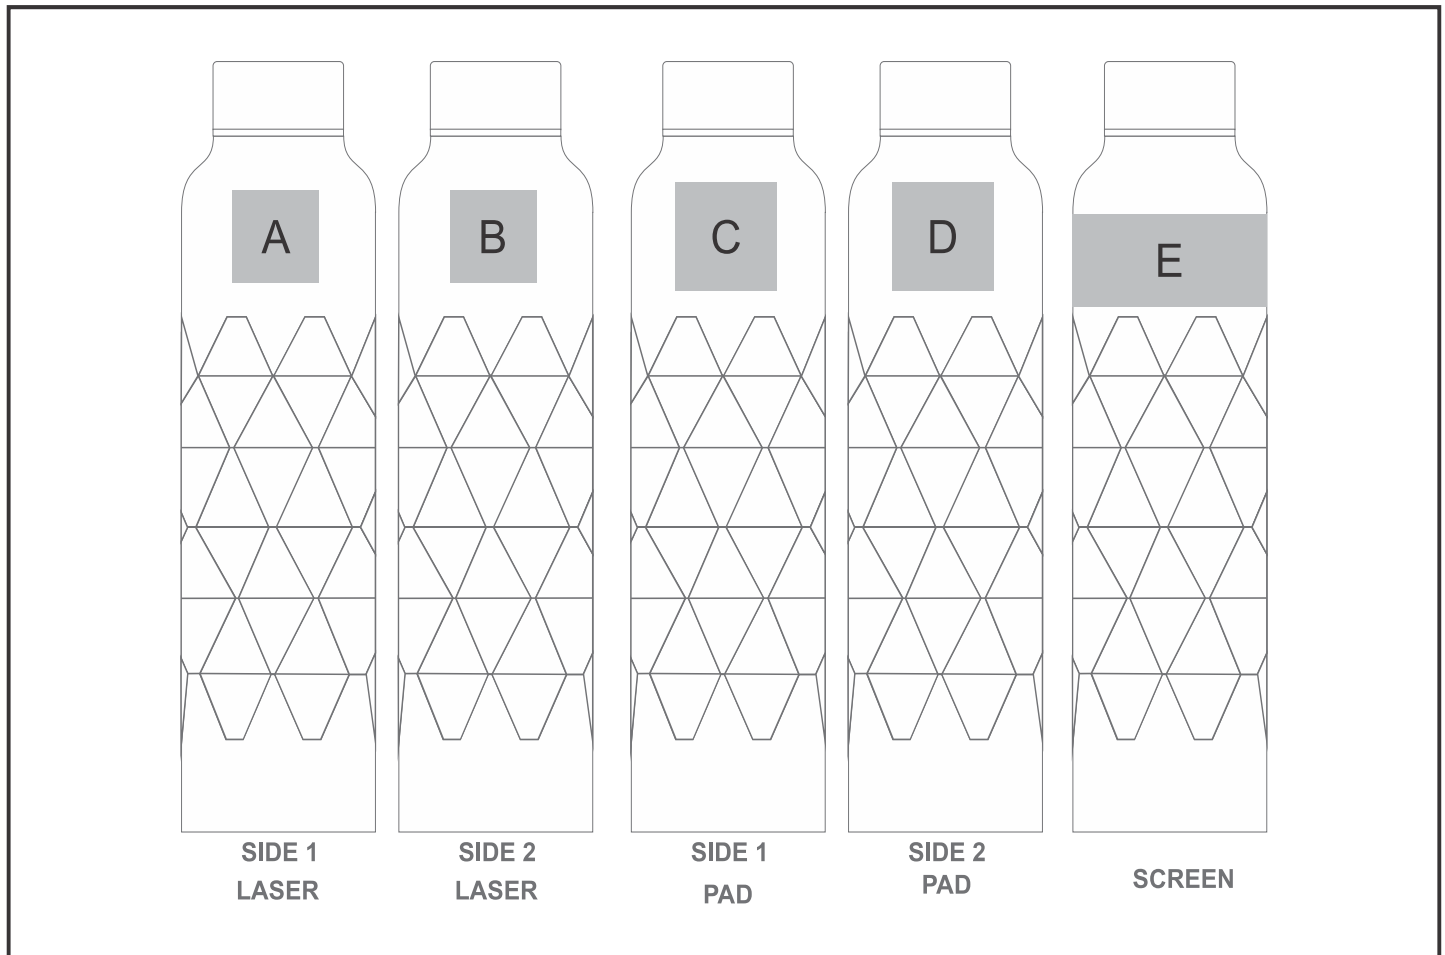 A
B
C
D
E
SIDE 1
LASER
SIDE 2
LASER
SIDE 1
PAD
SIDE 2
PAD
SCREEN